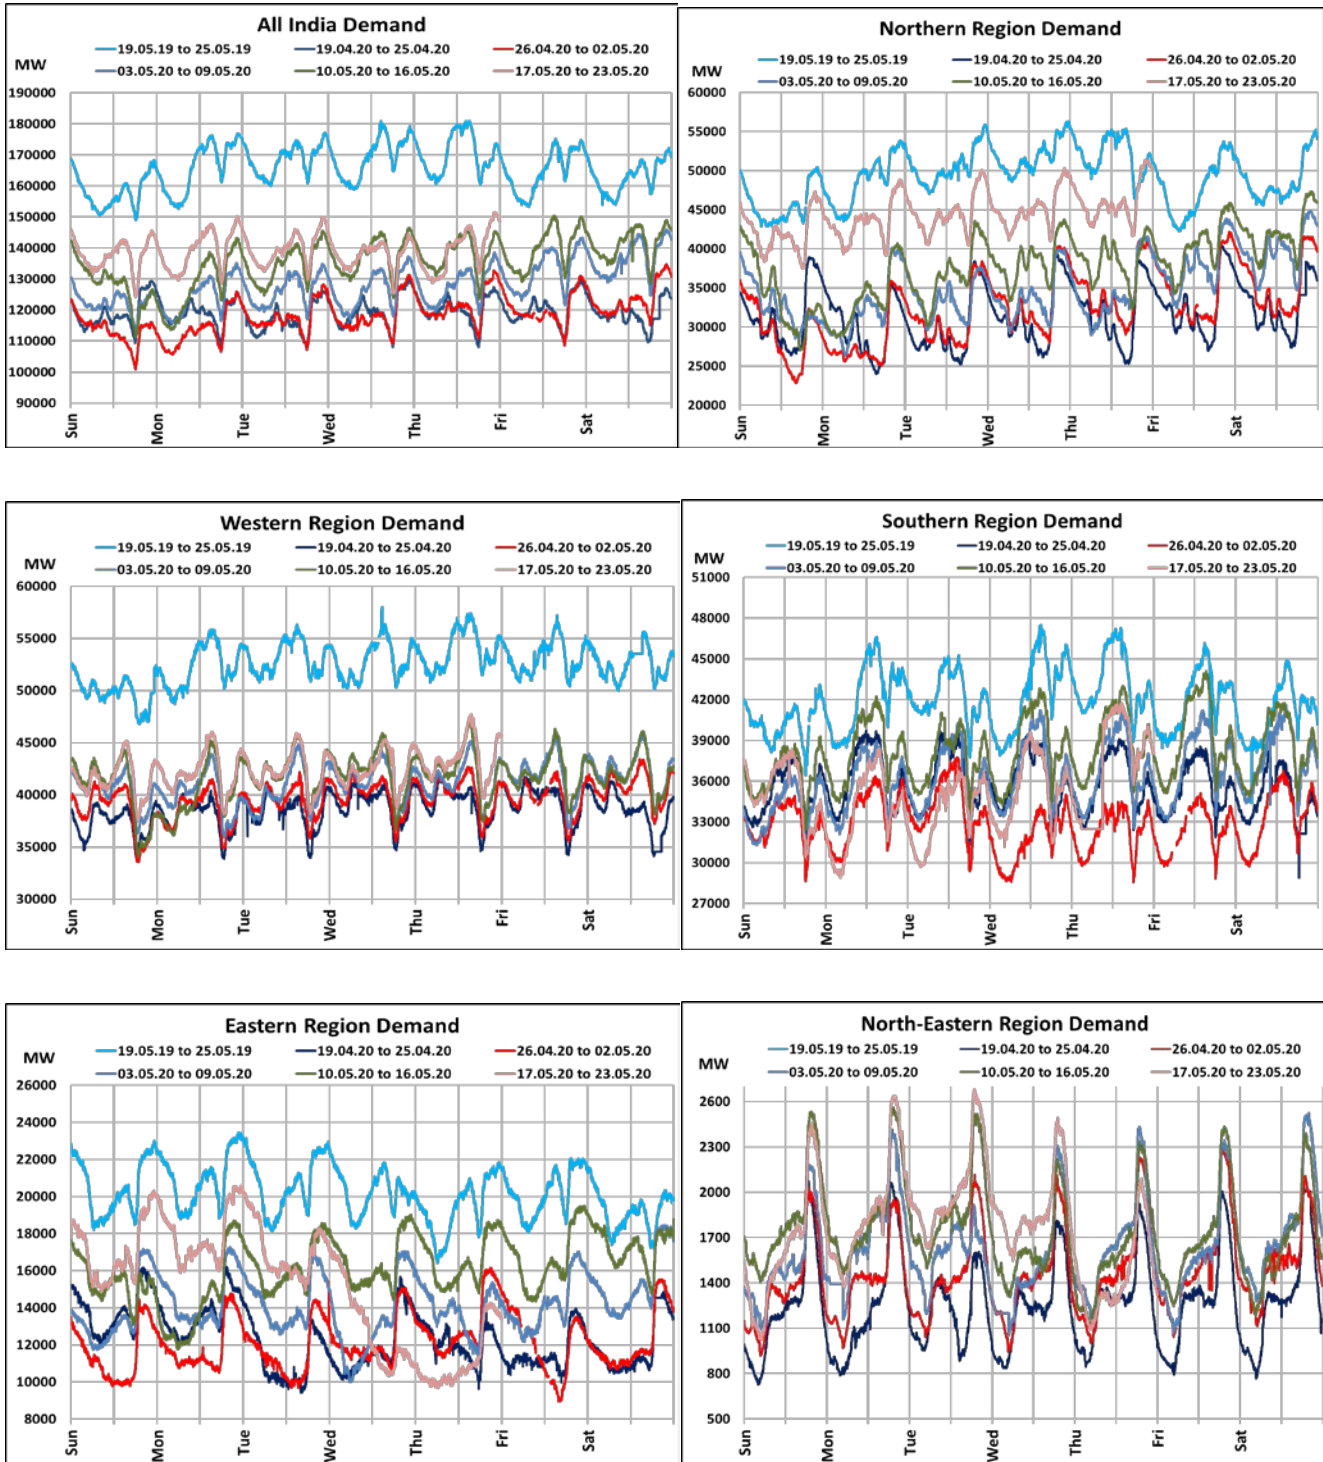 All India Demand
19.05.19 to 25.05.19 19.04.20 to 25.04.20 26.04.20 to 02.05.20
MW
03.05.20 to 09.05.20 10.05.20 to 16.05.20 17.05.20 to 23.05.20
190000
180000
170000
160000
150000
140000
130000
120000
110000
100000
90000
Sun Mon Tue Wed Thu Fri Sat
Northern Region Demand
19.05.19 to 25.05.19 19.04.20 to 25.04.20 26.04.20 to 02.05.20
MW
03.05.20 to 09.05.20 10.05.20 to 16.05.20 17.05.20 to 23.05.20
60000
55000
50000
45000
40000
35000
30000
25000
20000
Sun Mon Tue Wed Thu Fri Sat
Western Region Demand
19.05.19 to 25.05.19 19.04.20 to 25.04.20 26.04.20 to 02.05.20
MW
03.05.20 to 09.05.20 10.05.20 to 16.05.20 17.05.20 to 23.05.20
60000
55000
50000
45000
40000
35000
30000
Sun Mon Tue Wed Thu Fri Sat
Southern Region Demand
19.05.19 to 25.05.19 19.04.20 to 25.04.20 26.04.20 to 02.05.20
MW
03.05.20 to 09.05.20 10.05.20 to 16.05.20 17.05.20 to 23.05.20
51000
48000
45000
42000
39000
36000
33000
30000
27000
Sun Mon Tue Wed Thu Fri Sat
Eastern Region Demand
19.05.19 to 25.05.19 19.04.20 to 25.04.20 26.04.20 to 02.05.20
MW
03.05.20 to 09.05.20 10.05.20 to 16.05.20 17.05.20 to 23.05.20
26000
24000
22000
20000
18000
16000
14000
12000
10000
8000
Sun Mon Tue Wed Thu Fri Sat
North-Eastern Region Demand
19.05.19 to 25.05.19 19.04.20 to 25.04.20 26.04.20 to 02.05.20
MW
03.05.20 to 09.05.20 10.05.20 to 16.05.20 17.05.20 to 23.05.20
2600
2300
2000
1700
1400
1100
800
500
Sun Mon Tue Wed Thu Fri Sat